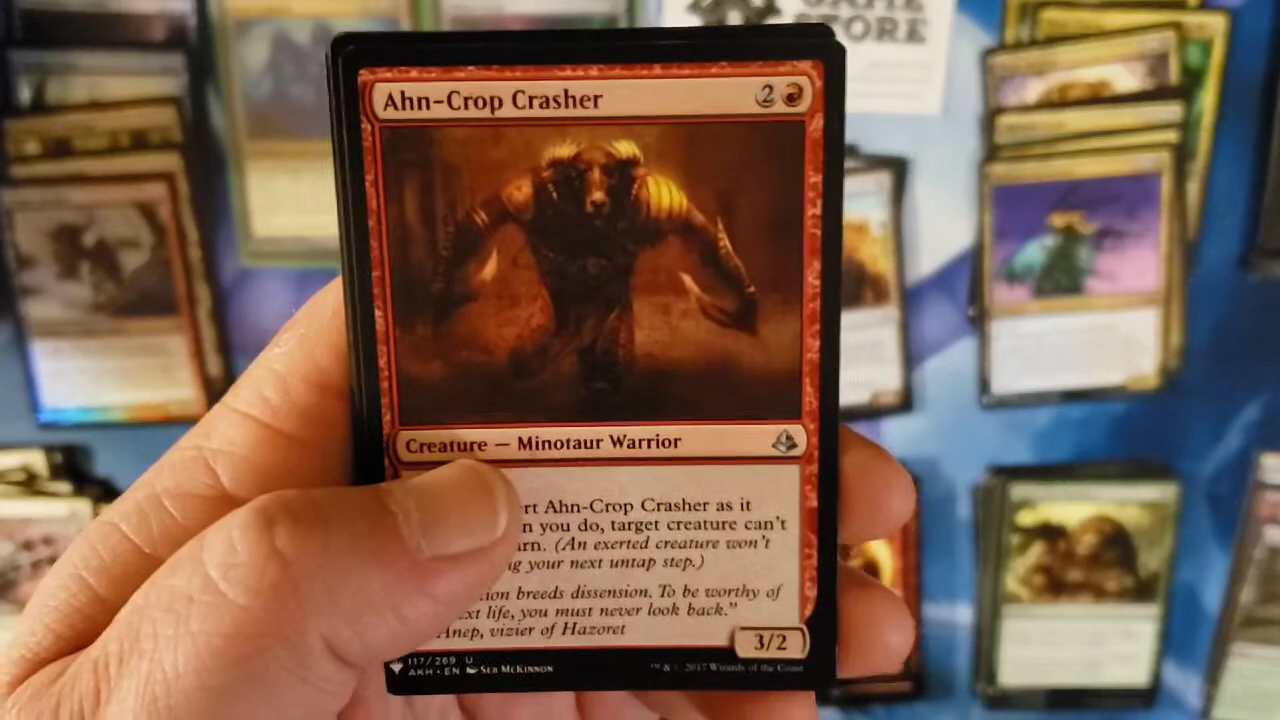 GAME
STORE
Ahn-Crop Crasher 2
Creature — Minotaur Warrior
rt Ahn-Crop Crasher as it
n you do, target creature can't
rn. (An exerted creature won't
g your next untap step.)
ion breeds dissension. To be worthy of
ext life, you must never look back."
Anep, vizier of Hazoret
3/2
117/269 U
AKH • EN SEB MCKINNON
™ & © 2017 Wizards of the Coast